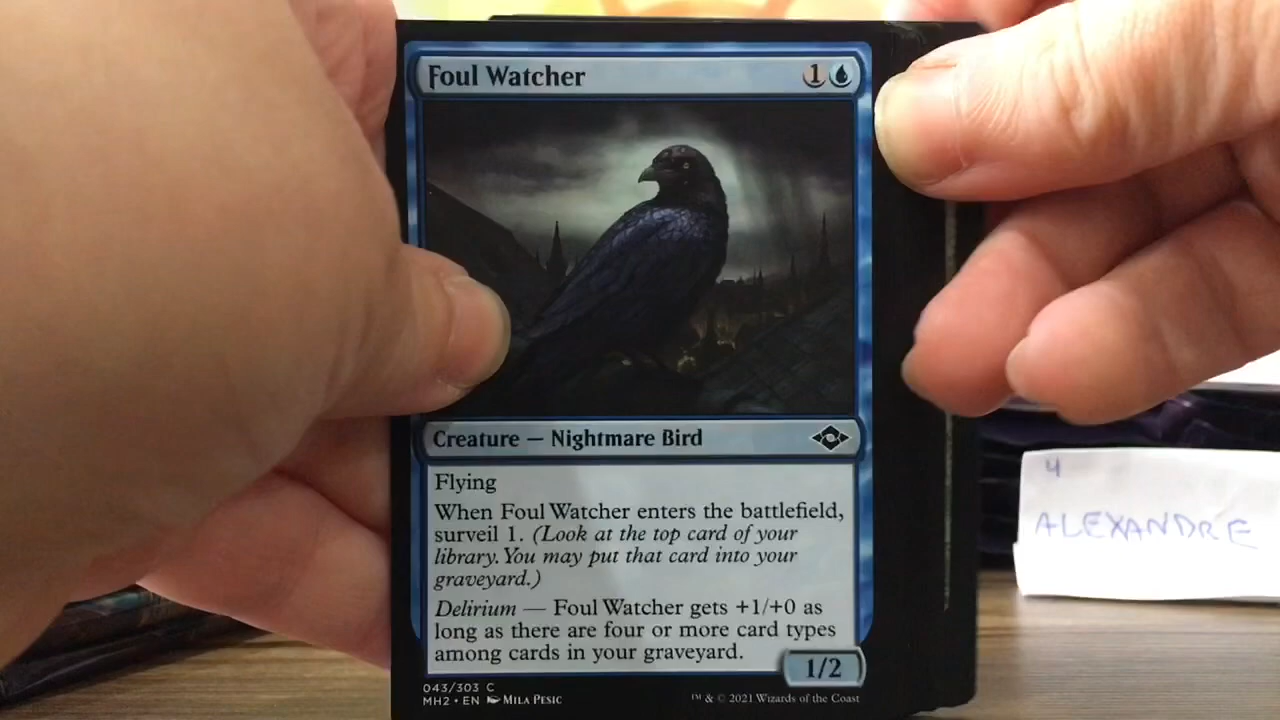 Foul Watcher 1
Creature — Nightmare Bird
Flying
When Foul Watcher enters the battlefield,
surveil 1. (Look at the top card of your
library. You may put that card into your
graveyard.)
Delirium — Foul Watcher gets +1/+0 as
long as there are four or more card types
among cards in your graveyard.
1/2
043/303 C
MH2 • EN MILA PESIC
™ & © 2021 Wizards of the Coast
4
ALEXANDRE